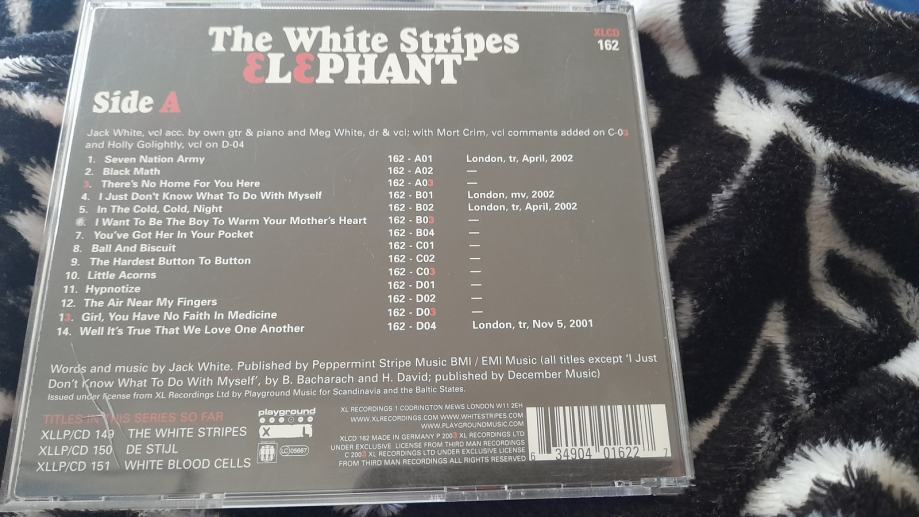 The White Stripes
ELEPHANT
XLCD
162
Side A
Jack White, vcl acc. by own gtr & piano and Meg White, dr & vcl; with Mort Crim, vcl comments added on C-03
and Holly Golightly, vcl on D-04
1. Seven Nation Army 162 - A01 London, tr, April, 2002
2. Black Math 162 - A02 —
3. There's No Home For You Here 162 - A03 —
4. I Just Don't Know What To Do With Myself 162 - B01 London, mv, 2002
5. In The Cold, Cold, Night 162 - B02 London, tr, April, 2002
6. I Want To Be The Boy To Warm Your Mother's Heart 162 - B03 —
7. You've Got Her In Your Pocket 162 - B04 —
8. Ball And Biscuit 162 - C01 —
9. The Hardest Button To Button 162 - C02 —
10. Little Acorns 162 - C03 —
11. Hypnotize 162 - D01 —
12. The Air Near My Fingers 162 - D02 —
13. Girl, You Have No Faith In Medicine 162 - D03 —
14. Well It's True That We Love One Another 162 - D04 London, tr, Nov 5, 2001
Words and music by Jack White. Published by Peppermint Stripe Music BMI / EMI Music (all titles except 'I Just
Don't Know What To Do With Myself', by B. Bacharach and H. David; published by December Music)
Issued under license from XL Recordings Ltd by Playground Music for Scandinavia and the Baltic States.
TITLES IN THIS SERIES SO FAR
XLLP/CD 149 THE WHITE STRIPES
XLLP/CD 150 DE STIJL
XLLP/CD 151 WHITE BLOOD CELLS
playground
X L
LC 05667
XL RECORDINGS 1 CODRINGTON MEWS LONDON W11 2EH
WWW.XLRECORDINGS.COM WWW.WHITESTRIPES.COM
WWW.PLAYGROUNDMUSIC.COM
XLCD 162 MADE IN GERMANY P 2003 XL RECORDINGS LTD
UNDER EXCLUSIVE LICENSE FROM THIRD MAN RECORDINGS
C 2003 XL RECORDINGS LTD UNDER EXCLUSIVE LICENSE
FROM THIRD MAN RECORDINGS ALL RIGHTS RESERVED
6 34904 01622 7